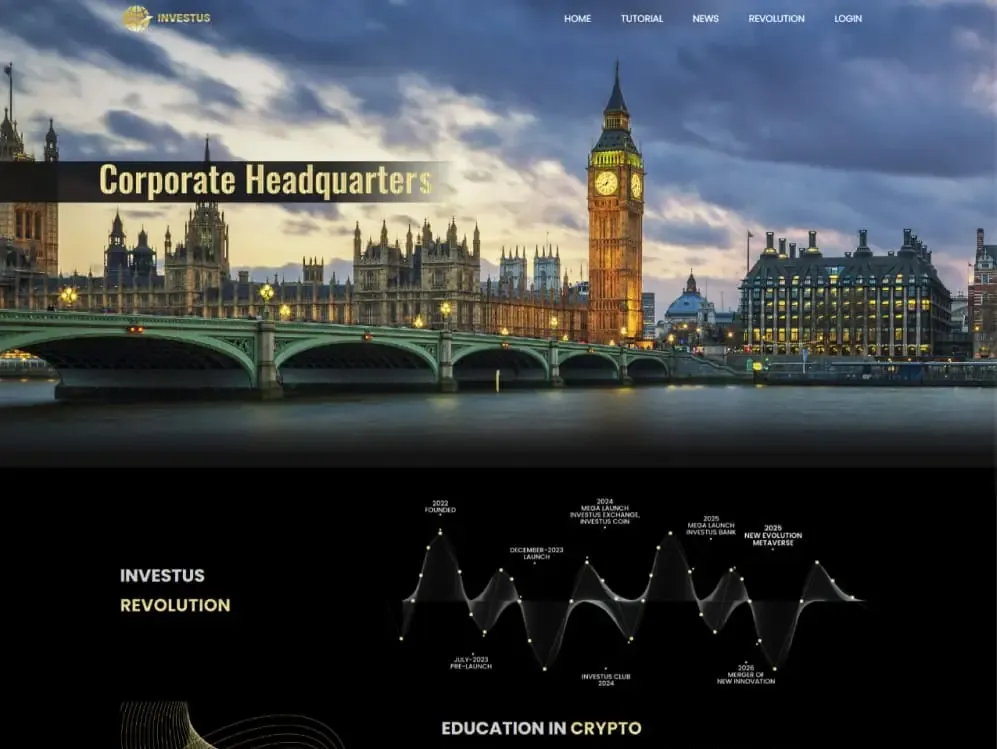 INVESTUS
HOME
TUTORIAL
NEWS
REVOLUTION
LOGIN
Corporate Headquarters
2022
FOUNDED
2024
MEGA LAUNCH
INVESTUS EXCHANGE,
INVESTUS COIN
2025
MEGA LAUNCH
INVESTUS BANK
2025
NEW EVOLUTION
METAVERSE
DECEMBER-2023
LAUNCH
INVESTUS
REVOLUTION
JULY-2023
PRE-LAUNCH
INVESTUS CLUB
2024
2026
MERGER OF
NEW INNOVATION
EDUCATION IN CRYPTO